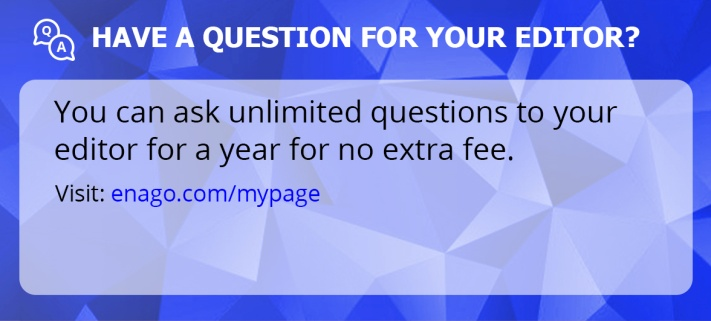 Q
A
HAVE A QUESTION FOR YOUR EDITOR?
You can ask unlimited questions to your
editor for a year for no extra fee.
Visit: enago.com/mypage